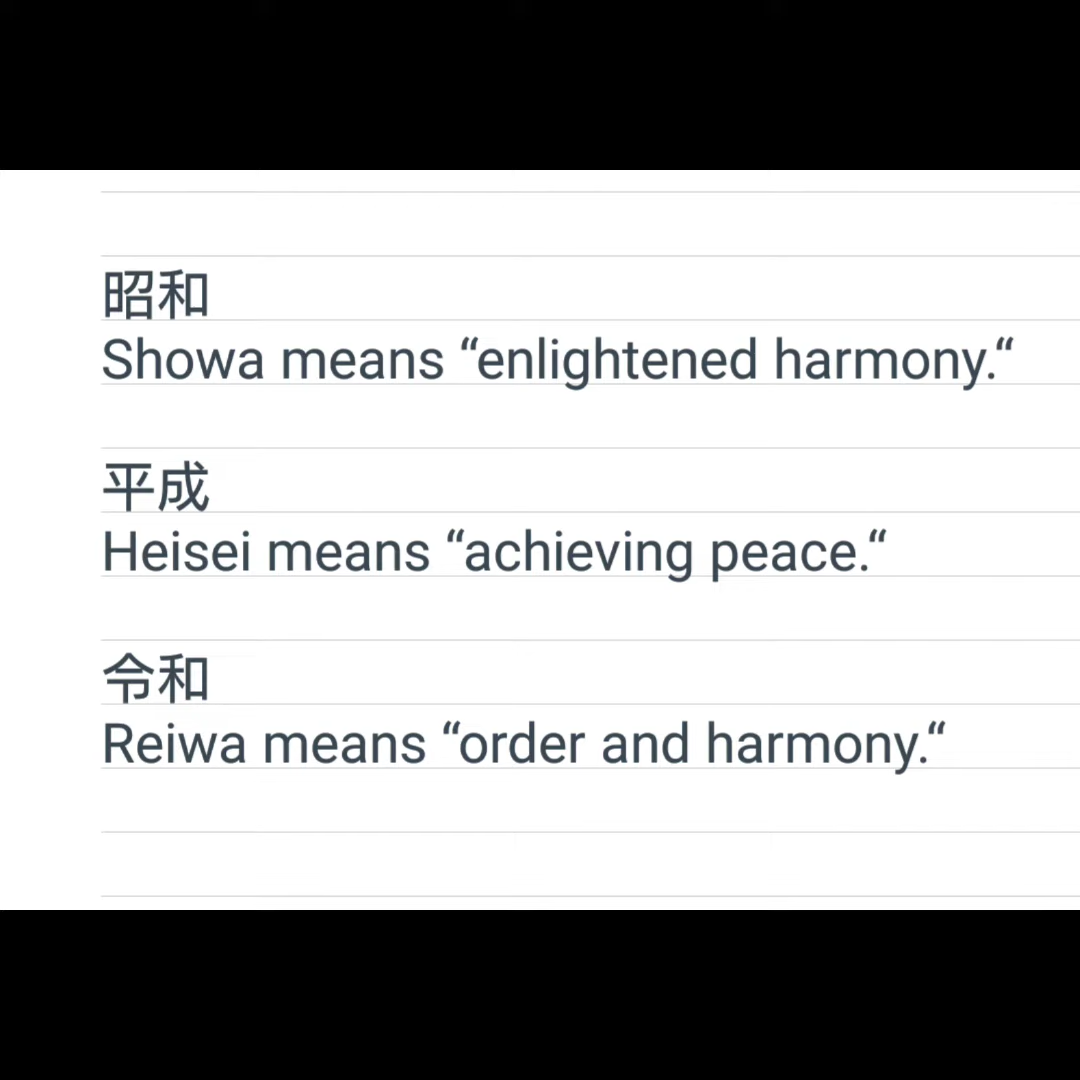 昭和
Showa means “enlightened harmony.“
平成
Heisei means “achieving peace.“
令和
Reiwa means “order and harmony.“